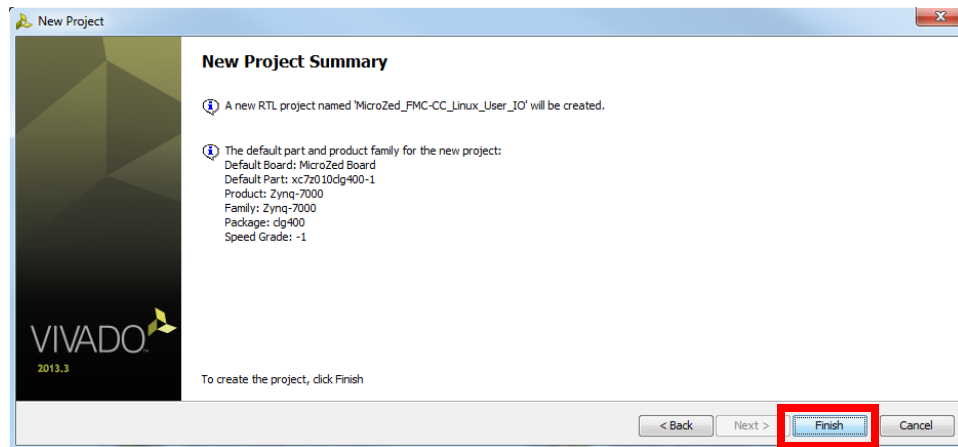 New Project
New Project Summary
A new RTL project named 'MicroZed_FMC-CC_Linux_User_IO' will be created.
The default part and product family for the new project:
Default Board: MicroZed Board
Default Part: xc7z010clg400-1
Product: Zynq-7000
Family: Zynq-7000
Package: clg400
Speed Grade: -1
VIVADO
2013.3
To create the project, click Finish
< Back Next > Finish Cancel